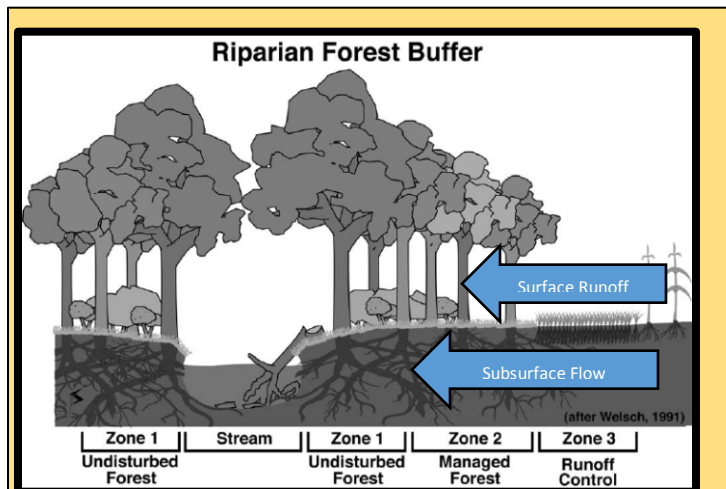 Riparian Forest Buffer
Surface Runoff
Subsurface Flow
(after Welsch, 1991)
Zone 1 Stream Zone 1 Zone 2 Zone 3
Undisturbed Forest Undisturbed Forest Managed Forest Runoff Control